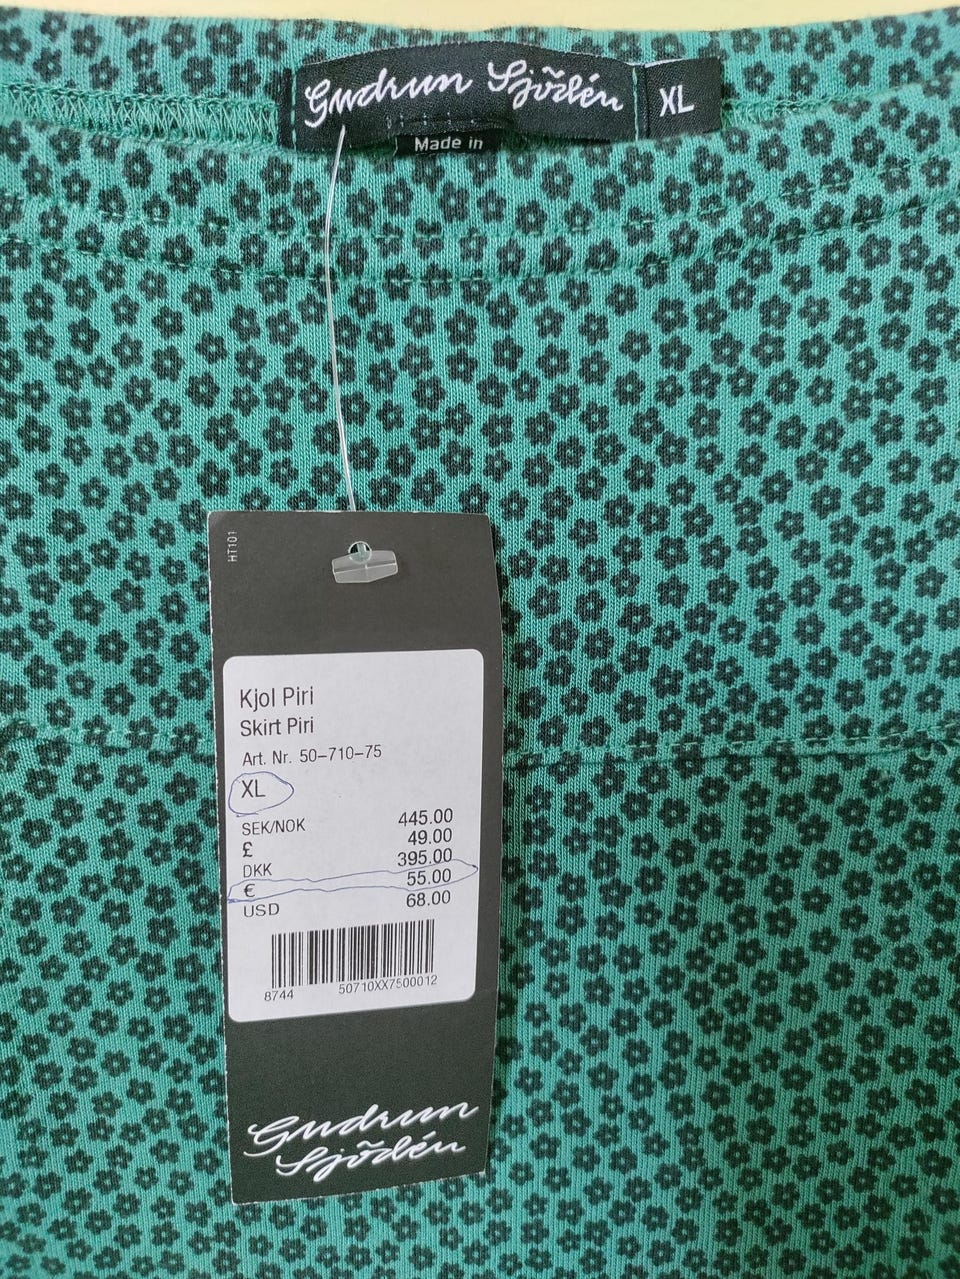 Gudrun Sjödén
XL
Made in
HT101
Kjol Piri
Skirt Piri
Art. Nr. 50-710-75
XL
SEK/NOK 445.00
£ 49.00
DKK 395.00
€ 55.00
USD 68.00
8744 50710XX7500012
Gudrun
Sjödén